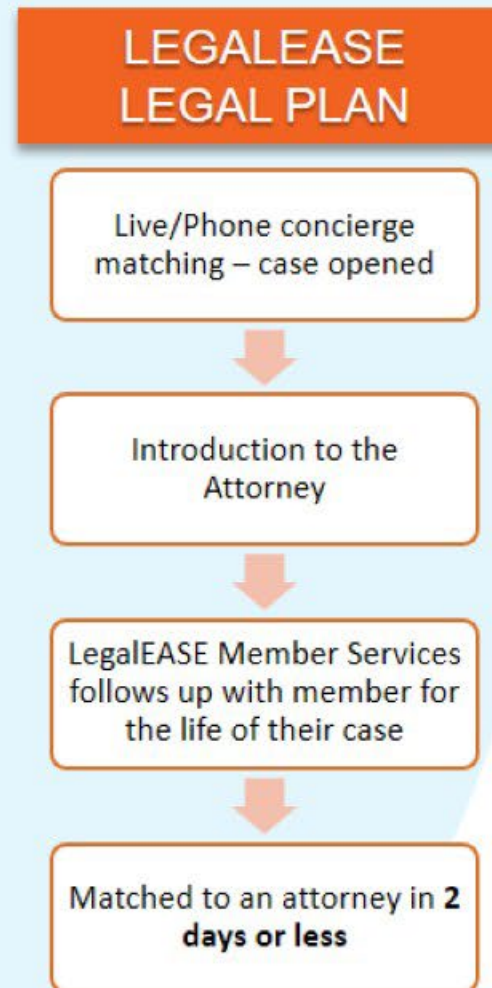 LEGALEASE
LEGAL PLAN
Live/Phone concierge
matching – case opened
Introduction to the
Attorney
LegalEASE Member Services
follows up with member for
the life of their case
Matched to an attorney in 2
days or less